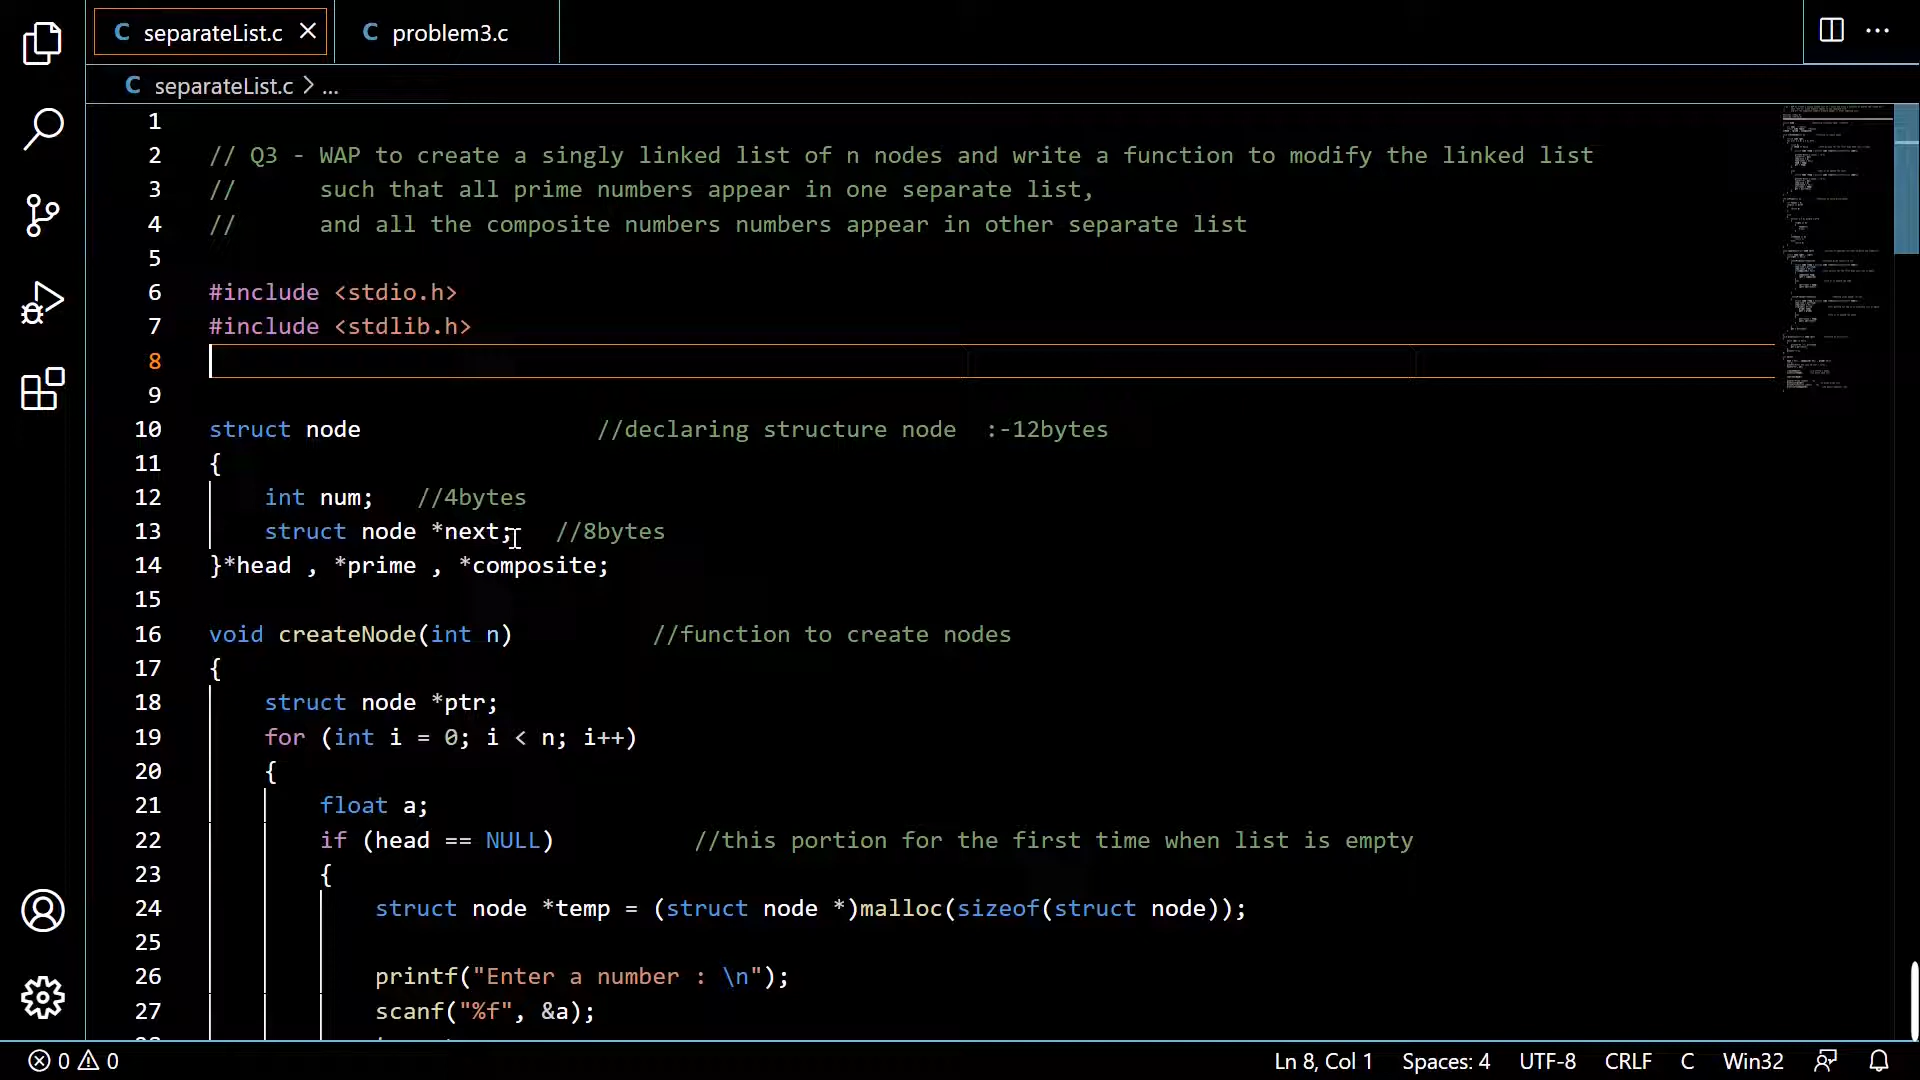 C separateList.c
C problem3.c
C separateList.c > ...
1
2 // Q3 - WAP to create a singly linked list of n nodes and write a function to modify the linked list
3 // such that all prime numbers appear in one separate list,
4 // and all the composite numbers numbers appear in other separate list
5
6 #include <stdio.h>
7 #include <stdlib.h>
8
9
10 struct node //declaring structure node :-12bytes
11 {
12 int num; //4bytes
13 struct node *next; //8bytes
14 }*head , *prime , *composite;
15
16 void createNode(int n) //function to create nodes
17 {
18 struct node *ptr;
19 for (int i = 0; i < n; i++)
20 {
21 float a;
22 if (head == NULL) //this portion for the first time when list is empty
23 {
24 struct node *temp = (struct node *)malloc(sizeof(struct node));
25
26 printf("Enter a number : \n");
27 scanf("%f", &a);
0 0 Ln 8, Col 1 Spaces: 4 UTF-8 CRLF C Win32